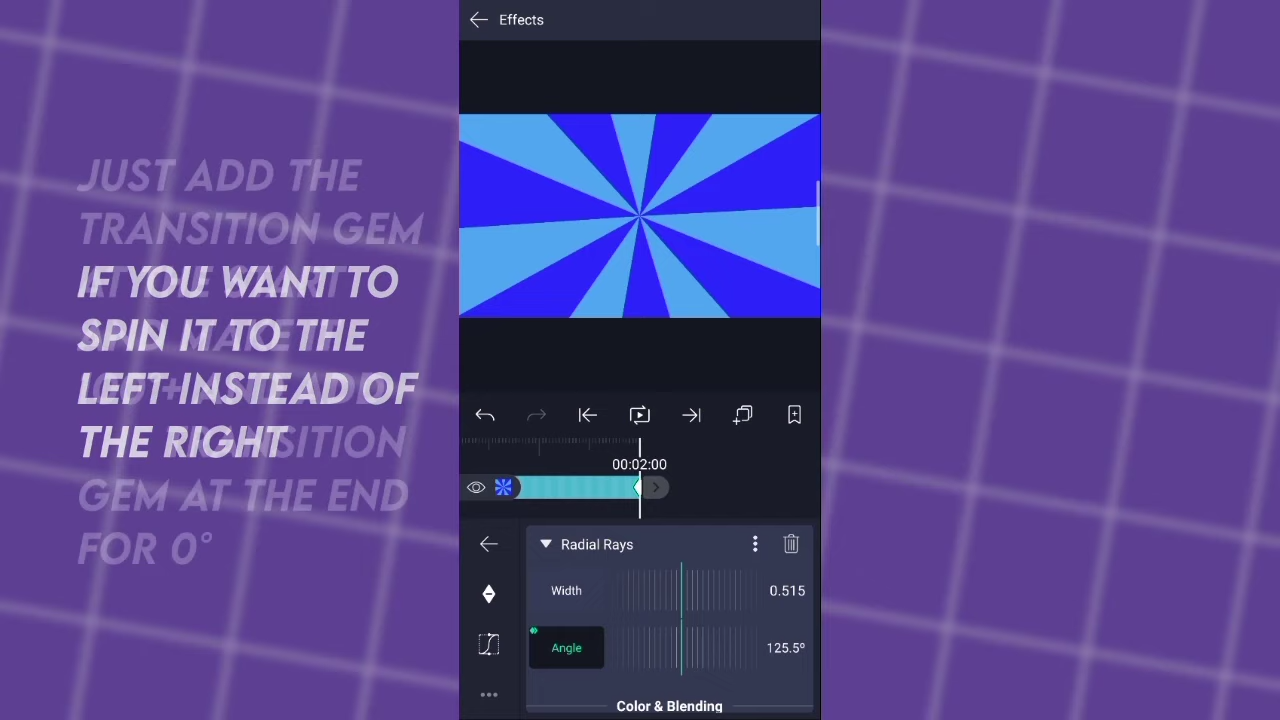 Effects
JUST ADD THE
TRANSITION GEM
IF YOU WANT TO
SPIN IT TO THE
LEFT INSTEAD OF
THE RIGHT
GEM AT THE END
FOR 0°
00:02:00
Radial Rays
Width
0.515
Angle
125.5º
Color & Blending